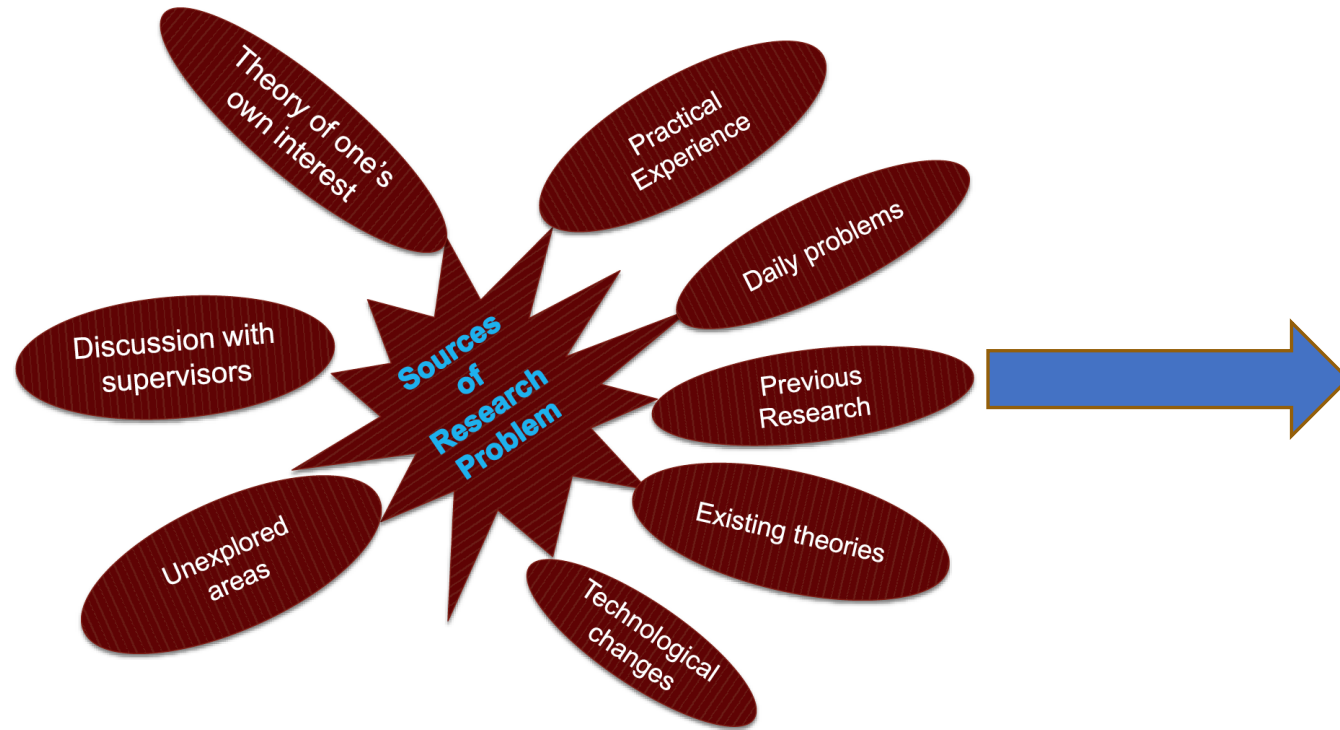 Theory of one’s
own interest
Practical
Experience
Daily problems
Discussion with
supervisors
Sources
of
Research
Problem
Previous
Research
Existing theories
Unexplored
areas
Technological
changes